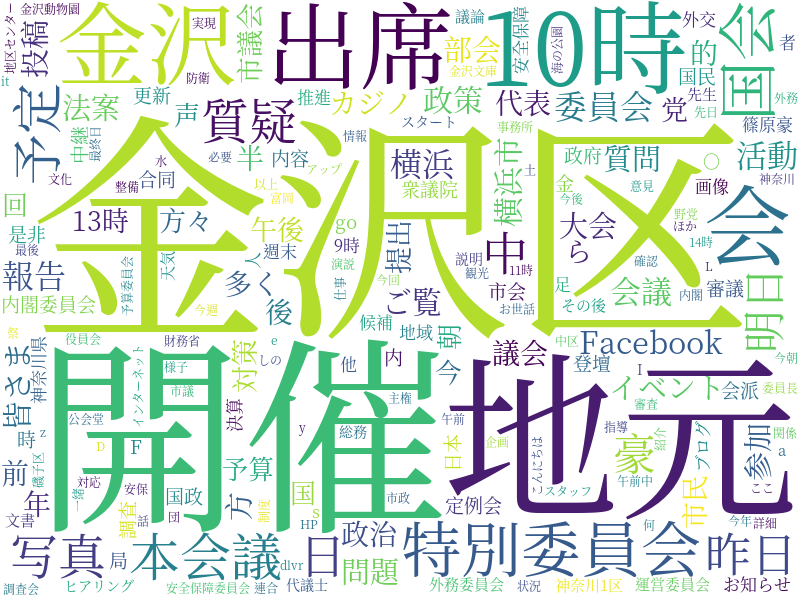 金沢動物園
地区センター
投稿
it
金沢
実現
防衛
市議会
出席
10時
議論
安全保障
部会
金沢文庫
外交
海の公園
的
国民
国会
者
外務
先生
先日
予定
法案
更新
声
質疑
推進
カジノ
政策
代表
委員会
党
篠原豪
中継
最終日
スタート
事務所
水
必要
情報
アップ
半
内容
横浜
衆議院
横浜市
政府
質問
○
活動
神奈川
文化
整備
合同
以上
富岡
土
金
意見
画像
金沢区
回
13時
方々
午後
go
9時
大会
ら
今後
野党
ほか
14時
会
是非
最後
天気
人
週末
演説
提出
中
説明
観光
11時
足
確認
L
報告
予算委員会
多く
仕事
今回
ご覧
市会
お世話
その後
会議
内閣
審議
明日
内閣委員会
今週
後
候補
地域
朝
Facebook
祭
役員会
財務省
e
しの
議会
登壇
中区
今朝
皆さま
神奈川県
インターネット
様子
市議
対策
他
内
今
I
イベント
会派
委員長
審査
開催
地元
時
z
公会堂
決算
主権
午前
こんにちは
豪
指導
紹介
ブログ
参加
関係
a
D
F
y
総務
日本
企画
スタッフ
午前中
ここ
前
磯子区
一緒
対応
安保
予算
国
S
市政
定例会
市民
何
今年
詳細
年
文書
調査
国政
団
方
制度
HP
政治
写真
局
本会議
日
問題
特別委員会
昨日
dlvr
調査会
ヒアリング
安全保障委員会
連合
代議士
外務委員会
状況
神奈川1区
運営委員会
お知らせ